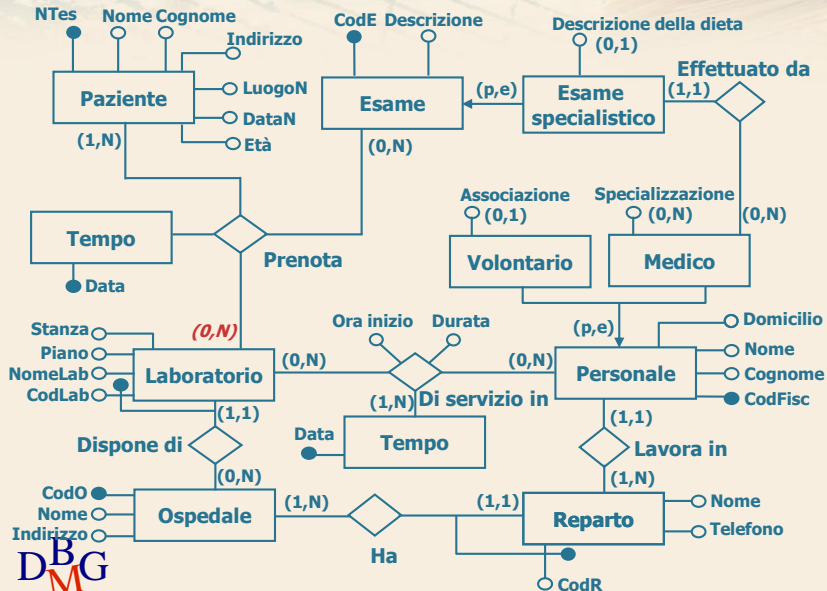 NTes
Nome Cognome
Indirizzo
Paziente
LuogoN
DataN
Età
(1,N)
CodE
Descrizione
Esame
(0,N)
(p,e)
Descrizione della dieta
(0,1)
Esame
specialistico
(1,1)
Effettuato da
(0,N)
Associazione
(0,1)
Volontario
Specializzazione
(0,N)
Medico
(p,e)
Tempo
Data
Prenota
(0,N)
Stanza
Piano
NomeLab
CodLab
Laboratorio
(0,N)
(1,1)
Ora inizio
Durata
(1,N)
Di servizio in
(0,N)
Data
Tempo
Domicilio
Nome
Cognome
CodFisc
Personale
(1,1)
Lavora in
(1,N)
Dispone di
(0,N)
CodO
Nome
Indirizzo
Ospedale
(1,N)
Ha
(1,1)
Reparto
Nome
Telefono
CodR
DBMG